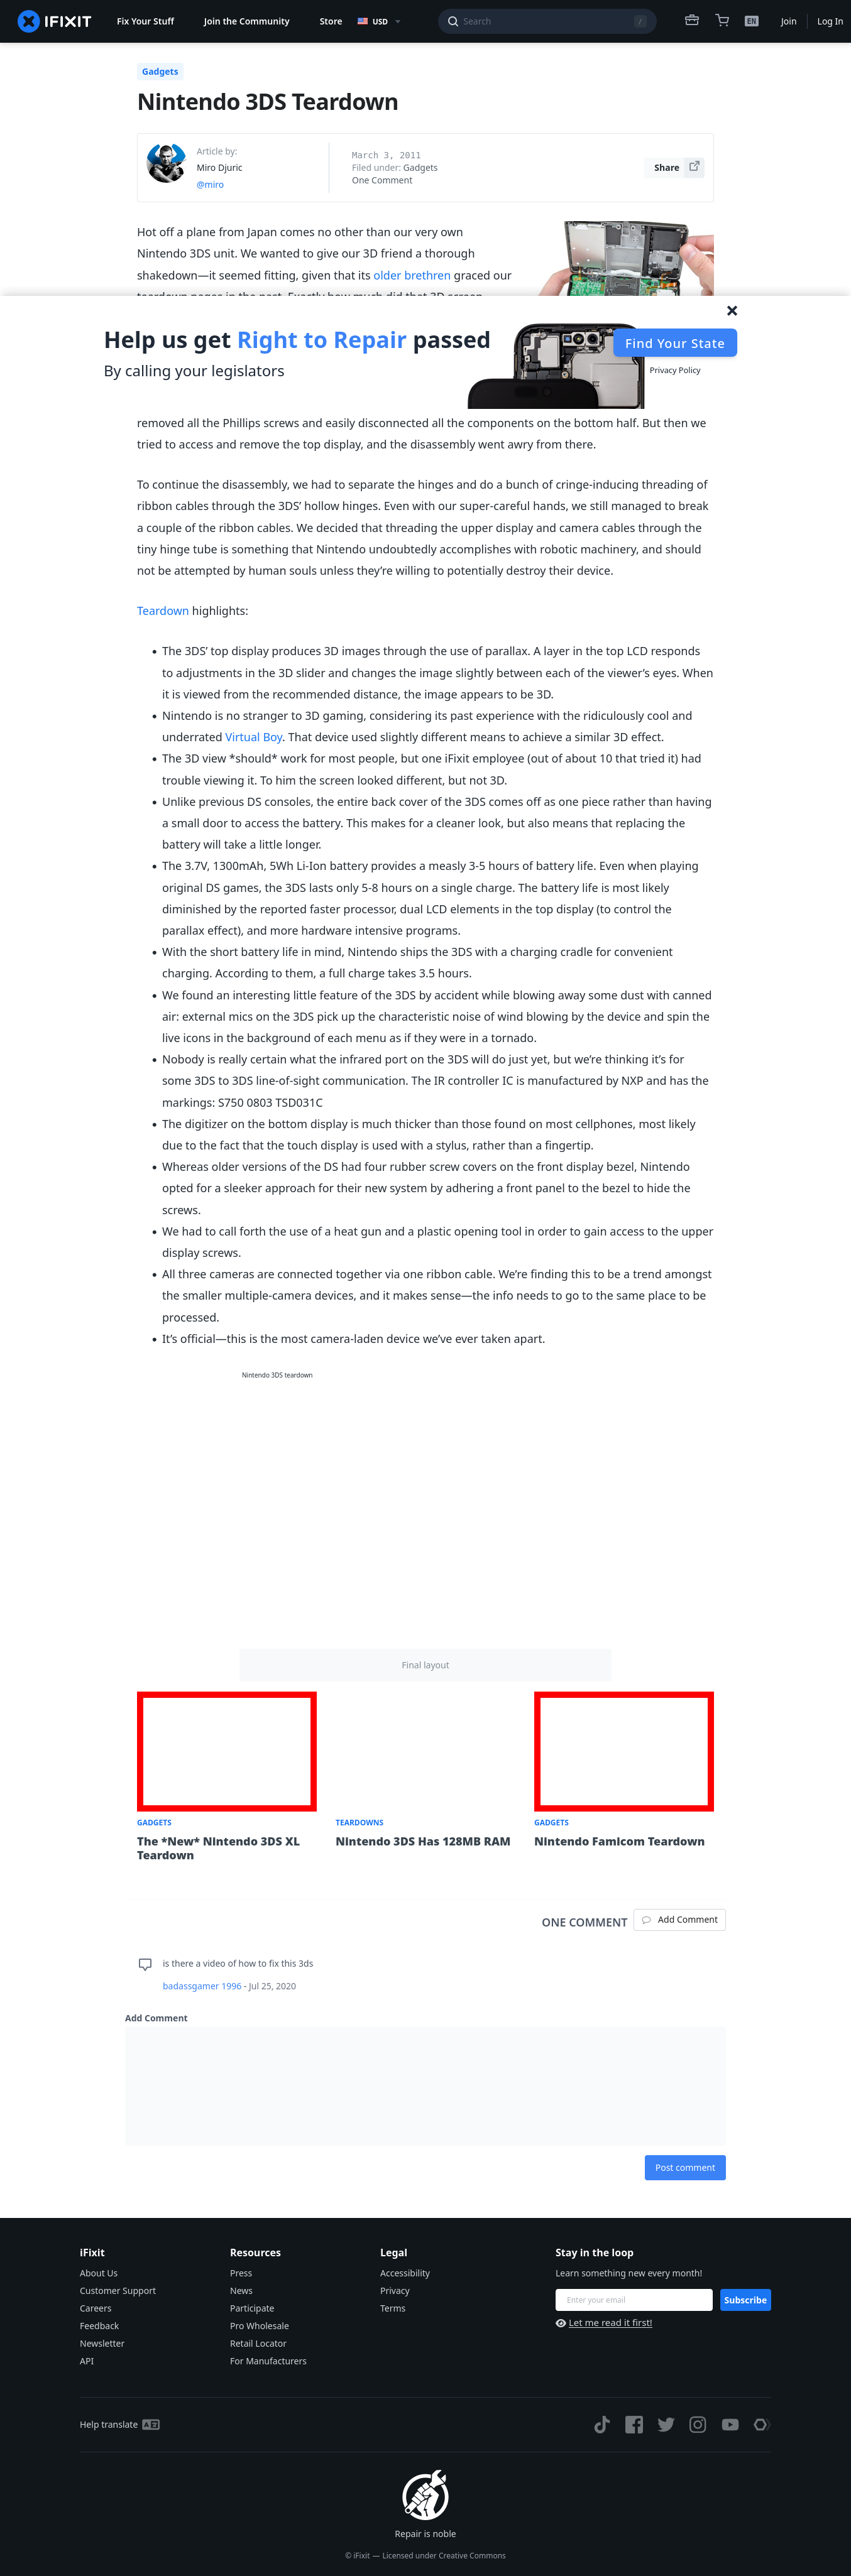 IFIXIT
Fix Your Stuff
Join the Community
Store
USD
Search
/
EN
Join
Log In
Gadgets
Nintendo 3DS Teardown
Article by:
Miro Djuric
@miro
March 3, 2011
Filed under: Gadgets
One Comment
Share
Hot off a plane from Japan comes no other than our very own
Nintendo 3DS unit. We wanted to give our 3D friend a thorough
shakedown—it seemed fitting, given that its older brethren graced our
Help us get Right to Repair passed
By calling your legislators
Find Your State
Privacy Policy
removed all the Phillips screws and easily disconnected all the components on the bottom half. But then we
tried to access and remove the top display, and the disassembly went awry from there.
To continue the disassembly, we had to separate the hinges and do a bunch of cringe-inducing threading of
ribbon cables through the 3DS’ hollow hinges. Even with our super-careful hands, we still managed to break
a couple of the ribbon cables. We decided that threading the upper display and camera cables through the
tiny hinge tube is something that Nintendo undoubtedly accomplishes with robotic machinery, and should
not be attempted by human souls unless they’re willing to potentially destroy their device.
Teardown highlights:
The 3DS’ top display produces 3D images through the use of parallax. A layer in the top LCD responds
to adjustments in the 3D slider and changes the image slightly between each of the viewer’s eyes. When
it is viewed from the recommended distance, the image appears to be 3D.
Nintendo is no stranger to 3D gaming, considering its past experience with the ridiculously cool and
underrated Virtual Boy. That device used slightly different means to achieve a similar 3D effect.
The 3D view *should* work for most people, but one iFixit employee (out of about 10 that tried it) had
trouble viewing it. To him the screen looked different, but not 3D.
Unlike previous DS consoles, the entire back cover of the 3DS comes off as one piece rather than having
a small door to access the battery. This makes for a cleaner look, but also means that replacing the
battery will take a little longer.
The 3.7V, 1300mAh, 5Wh Li-Ion battery provides a measly 3-5 hours of battery life. Even when playing
original DS games, the 3DS lasts only 5-8 hours on a single charge. The battery life is most likely
diminished by the reported faster processor, dual LCD elements in the top display (to control the
parallax effect), and more hardware intensive programs.
With the short battery life in mind, Nintendo ships the 3DS with a charging cradle for convenient
charging. According to them, a full charge takes 3.5 hours.
We found an interesting little feature of the 3DS by accident while blowing away some dust with canned
air: external mics on the 3DS pick up the characteristic noise of wind blowing by the device and spin the
live icons in the background of each menu as if they were in a tornado.
Nobody is really certain what the infrared port on the 3DS will do just yet, but we’re thinking it’s for
some 3DS to 3DS line-of-sight communication. The IR controller IC is manufactured by NXP and has the
markings: S750 0803 TSD031C
The digitizer on the bottom display is much thicker than those found on most cellphones, most likely
due to the fact that the touch display is used with a stylus, rather than a fingertip.
Whereas older versions of the DS had four rubber screw covers on the front display bezel, Nintendo
opted for a sleeker approach for their new system by adhering a front panel to the bezel to hide the
screws.
We had to call forth the use of a heat gun and a plastic opening tool in order to gain access to the upper
display screws.
All three cameras are connected together via one ribbon cable. We’re finding this to be a trend amongst
the smaller multiple-camera devices, and it makes sense—the info needs to go to the same place to be
processed.
It’s official—this is the most camera-laden device we’ve ever taken apart.
Nintendo 3DS teardown
Final layout
GADGETS
The *New* Nintendo 3DS XL
Teardown
TEARDOWNS
Nintendo 3DS Has 128MB RAM
GADGETS
Nintendo Famicom Teardown
ONE COMMENT
Add Comment
is there a video of how to fix this 3ds
badassgamer 1996 - Jul 25, 2020
Add Comment
Post comment
iFixit
About Us
Customer Support
Careers
Feedback
Newsletter
API
Resources
Press
News
Participate
Pro Wholesale
Retail Locator
For Manufacturers
Legal
Accessibility
Privacy
Terms
Stay in the loop
Learn something new every month!
Enter your email
Subscribe
Let me read it first!
Help translate
Repair is noble
© iFixit — Licensed under Creative Commons